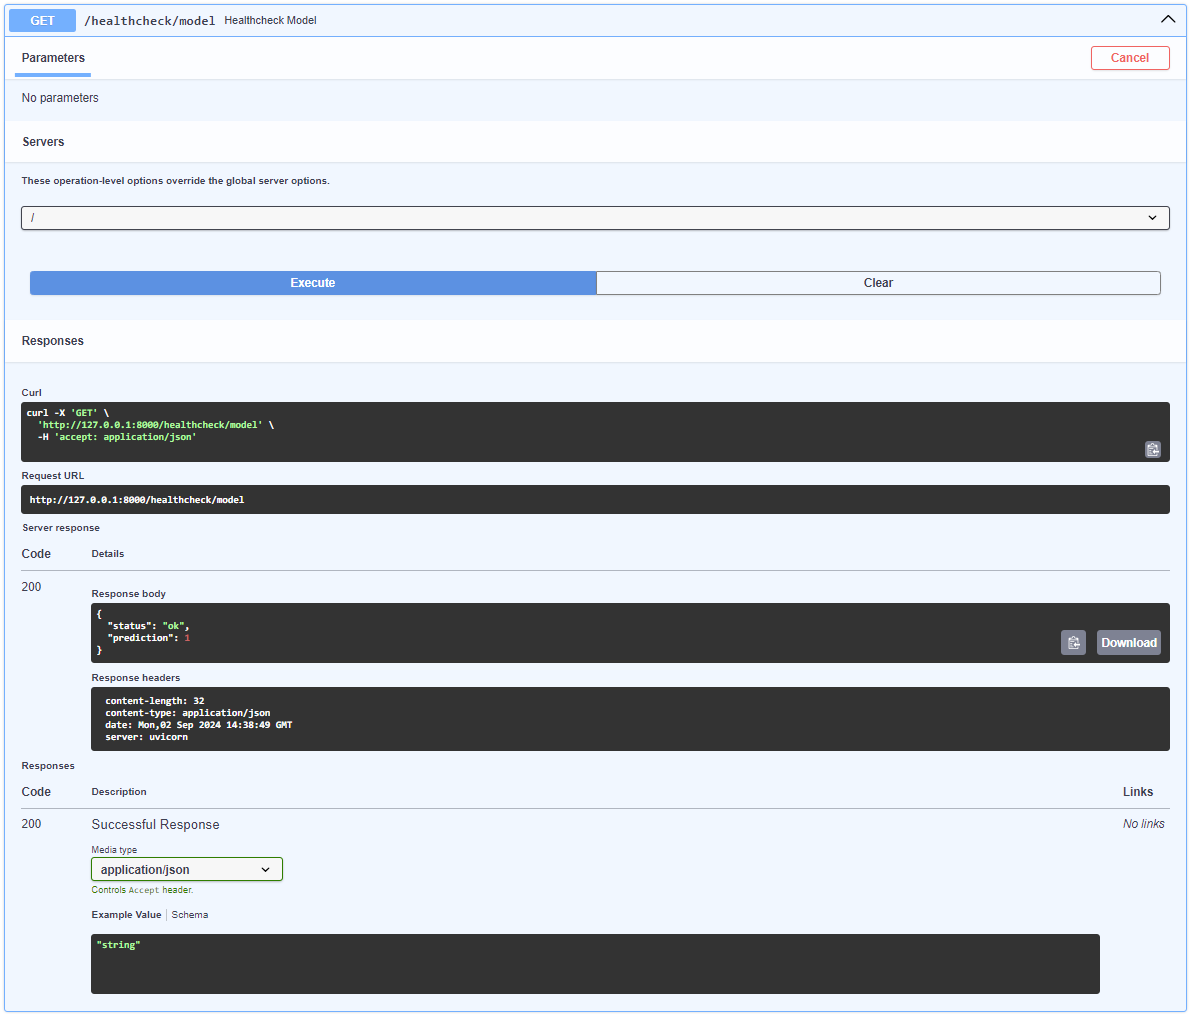 GET /healthcheck/model Healthcheck Model
Parameters Cancel
No parameters
Servers
These operation-level options override the global server options.
/
Execute Clear
Responses
Curl
curl -X 'GET' \
'http://127.0.0.1:8000/healthcheck/model' \
-H 'accept: application/json'
Request URL
http://127.0.0.1:8000/healthcheck/model
Server response
Code Details
200
Response body
{
"status": "ok",
"prediction": 1
}
Download
Response headers
content-length: 32
content-type: application/json
date: Mon,02 Sep 2024 14:38:49 GMT
server: uvicorn
Responses
Code Description Links
200 Successful Response No links
Media type
application/json
Controls Accept header.
Example Value Schema
"string"